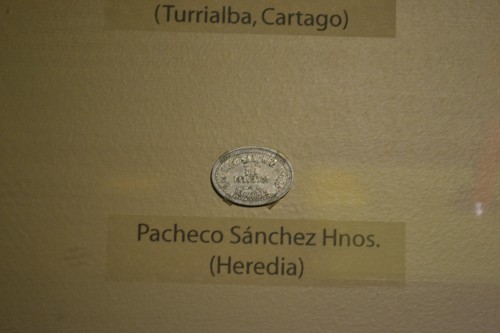 (Turrialba, Cartago)
Pacheco Sánchez Hnos.
(Heredia)